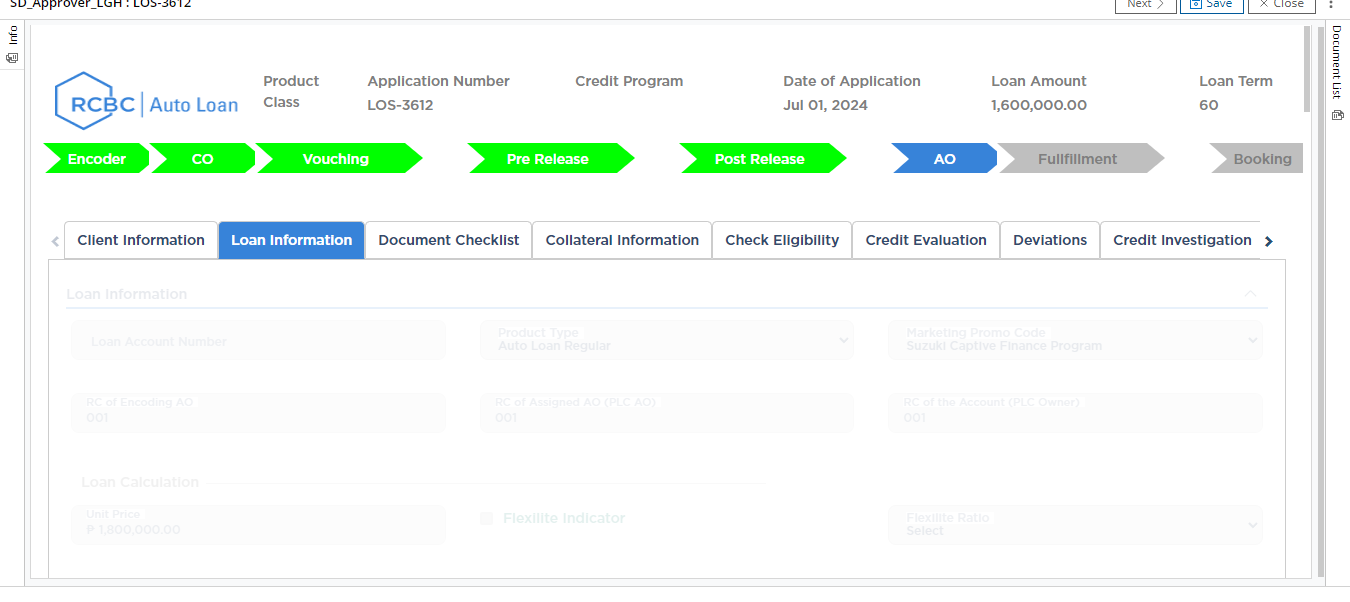 SD_Approver_LGH : LOS-3612
Next
Save
Close
Info
Document List
RCBC | Auto Loan
Product Class
Application Number
LOS-3612
Credit Program
Date of Application
Jul 01, 2024
Loan Amount
1,600,000.00
Loan Term
60
Encoder
CO
Vouching
Pre Release
Post Release
AO
Fullfillment
Booking
Client Information
Loan Information
Document Checklist
Collateral Information
Check Eligibility
Credit Evaluation
Deviations
Credit Investigation
Loan Information
Loan Account Number
Product Type
Auto Loan Regular
Marketing Promo Code
Suzuki Captive Finance Program
RC of Encoding AO
001
RC of Assigned AO (PLC AO)
001
RC of the Account (PLC Owner)
001
Loan Calculation
Unit Price
₱ 1,800,000.00
Flexilite Indicator
Flexilite Ratio
Select